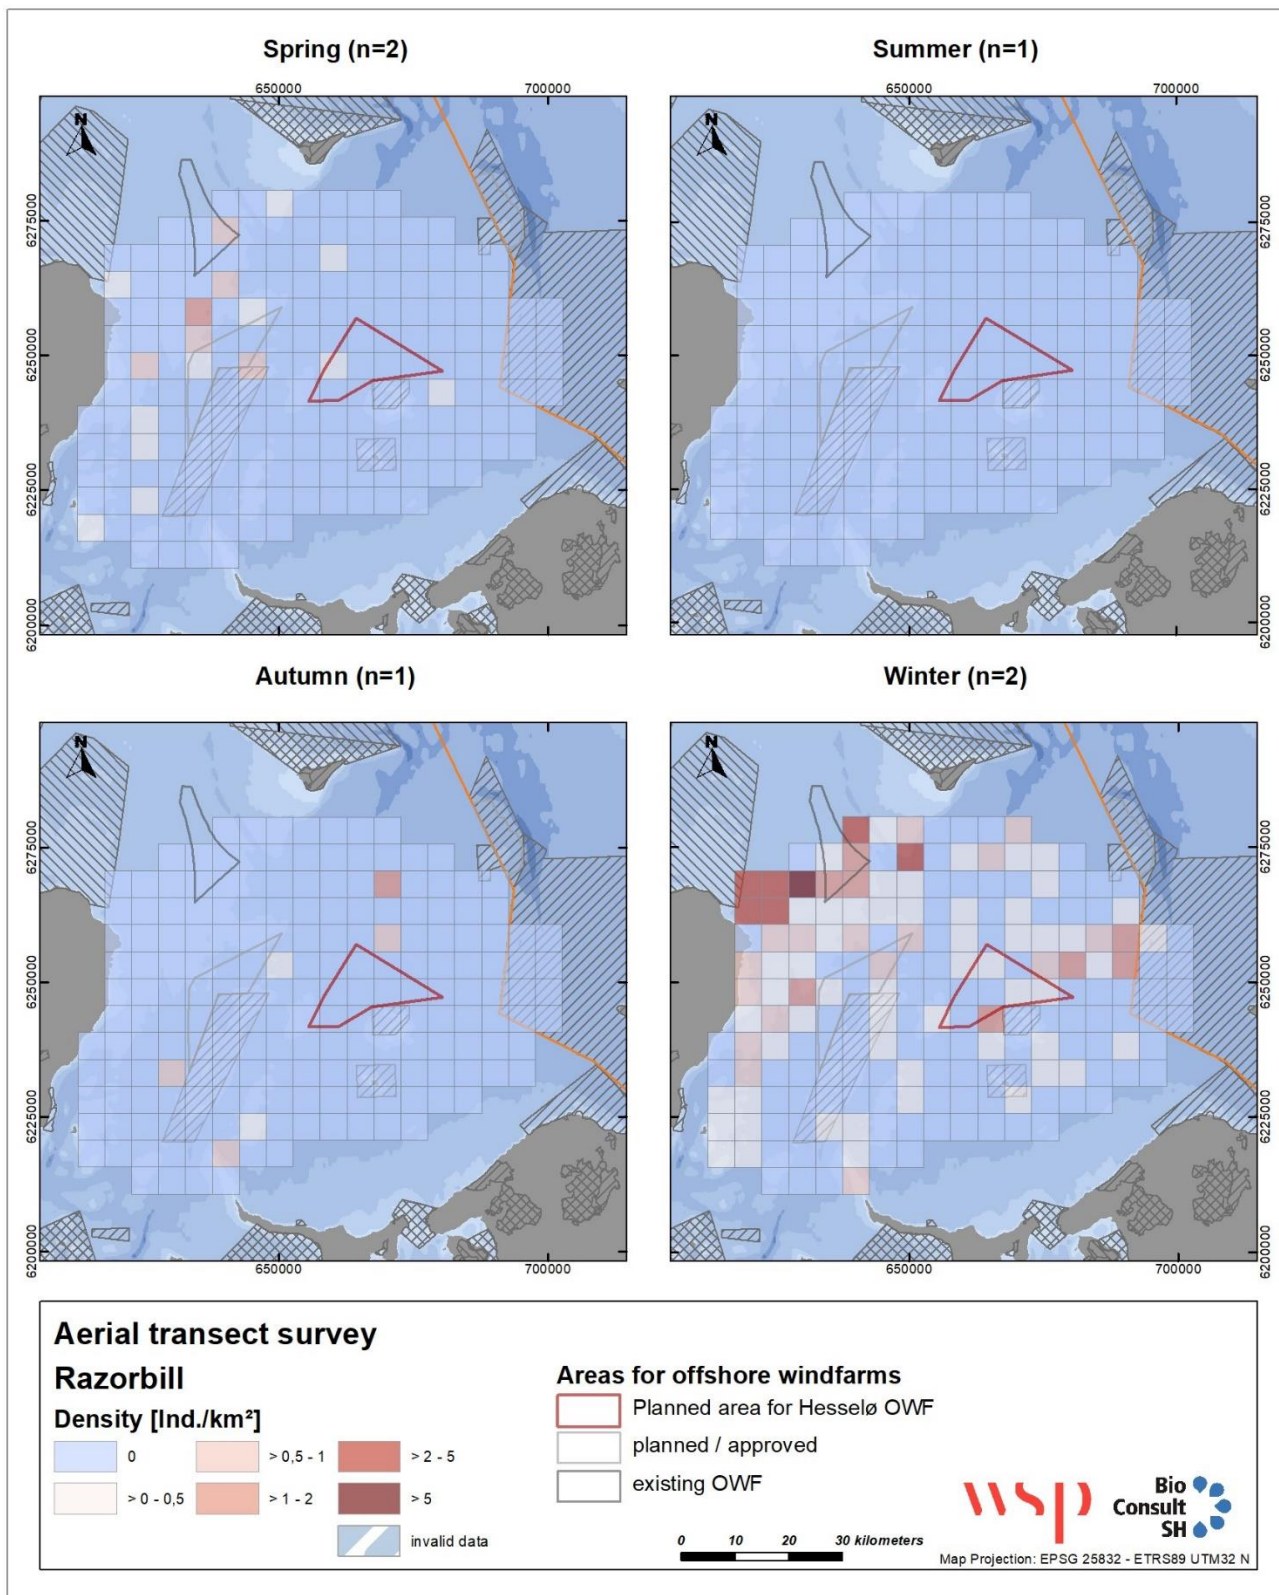 Spring (n=2)
Summer (n=1)
650000
700000
650000
700000
N
N
6275000
6250000
6225000
6200000
6275000
6250000
6225000
6200000
Autumn (n=1)
Winter (n=2)
N
N
6275000
6250000
6225000
6200000
6275000
6250000
6225000
6200000
650000
700000
650000
700000
Aerial transect survey
Razorbill
Density [Ind./km²]
0
> 0 - 0,5
> 0,5 - 1
> 1 - 2
> 2 - 5
> 5
invalid data
Areas for offshore windfarms
Planned area for Hesselø OWF
planned / approved
existing OWF
0 10 20 30 kilometers
wsp
Bio
Consult
SH
Map Projection: EPSG 25832 - ETRS89 UTM32 N